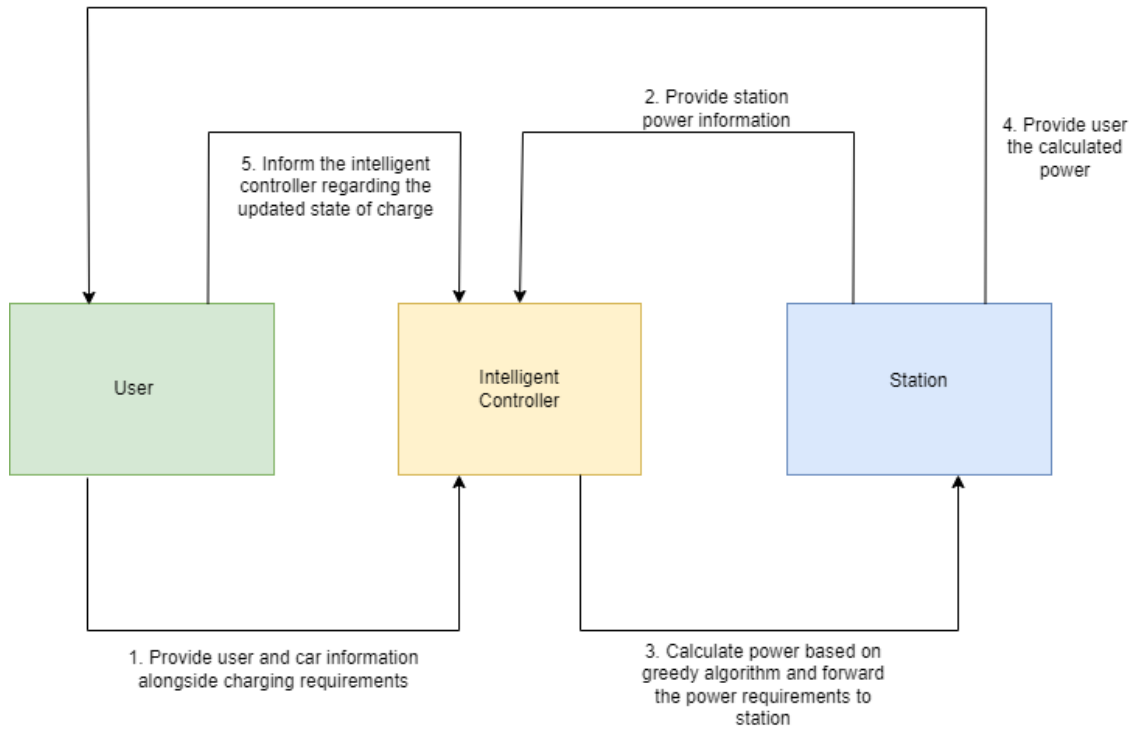 2. Provide station
power information
4. Provide user
the calculated
power
5. Inform the intelligent
controller regarding the
updated state of charge
User
Intelligent
Controller
Station
1. Provide user and car information
alongside charging requirements
3. Calculate power based on
greedy algorithm and forward
the power requirements to
station